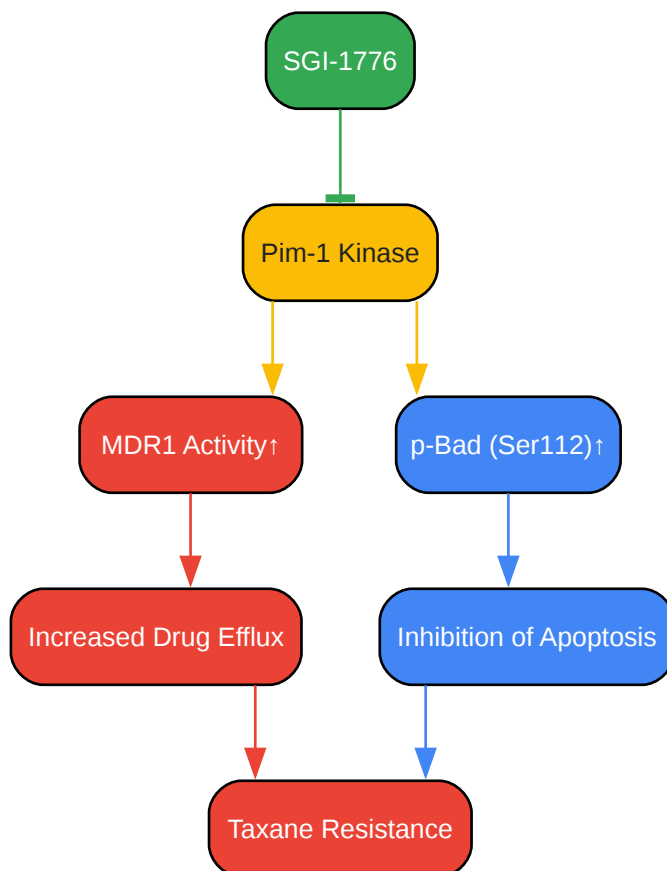 SGI-1776
Pim-1 Kinase
MDR1 Activity↑
p-Bad (Ser112)↑
Increased Drug Efflux
Inhibition of Apoptosis
Taxane Resistance